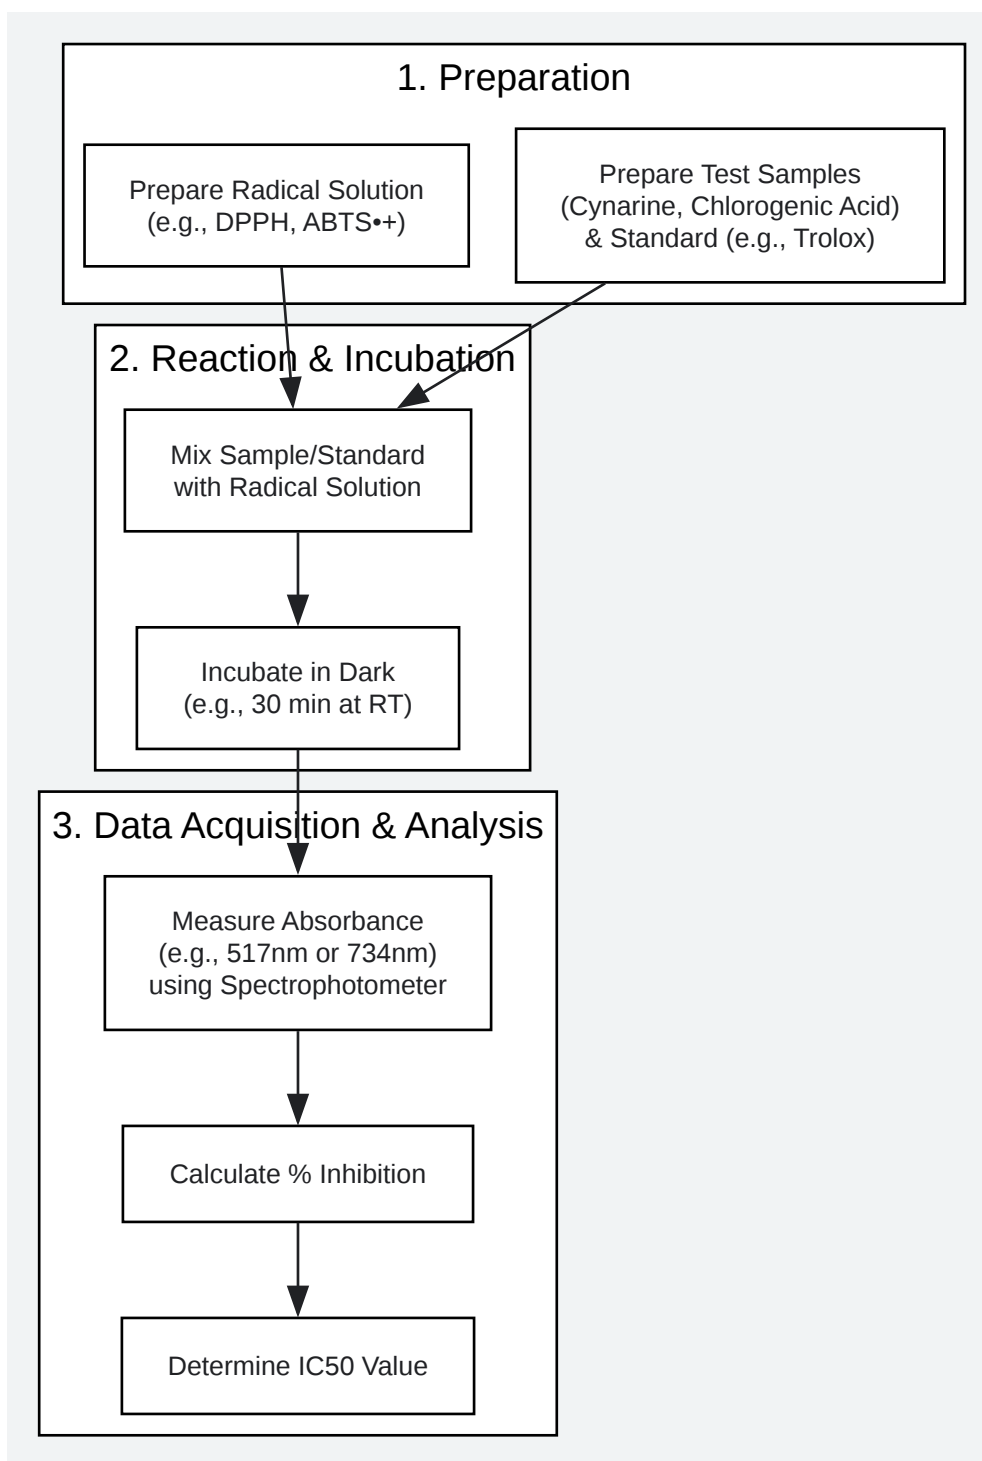 1. Preparation
Prepare Radical Solution
(e.g., DPPH, ABTS•+)
Prepare Test Samples
(Cynarine, Chlorogenic Acid)
& Standard (e.g., Trolox)
2. Reaction & Incubation
Mix Sample/Standard
with Radical Solution
Incubate in Dark
(e.g., 30 min at RT)
3. Data Acquisition & Analysis
Measure Absorbance
(e.g., 517nm or 734nm)
using Spectrophotometer
Calculate % Inhibition
Determine IC50 Value